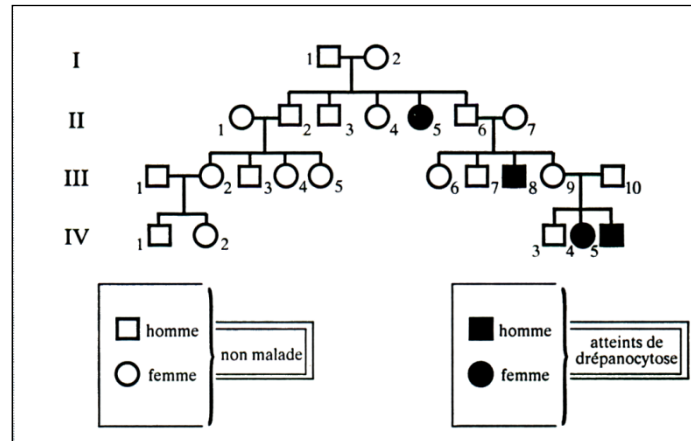 I 1 2
II 1 2 3 4 5 6 7
III 1 2 3 4 5 6 7 8 9 10
IV 1 2 3 4 5
homme
femme
non malade
homme
femme
atteints de
drépanocytose